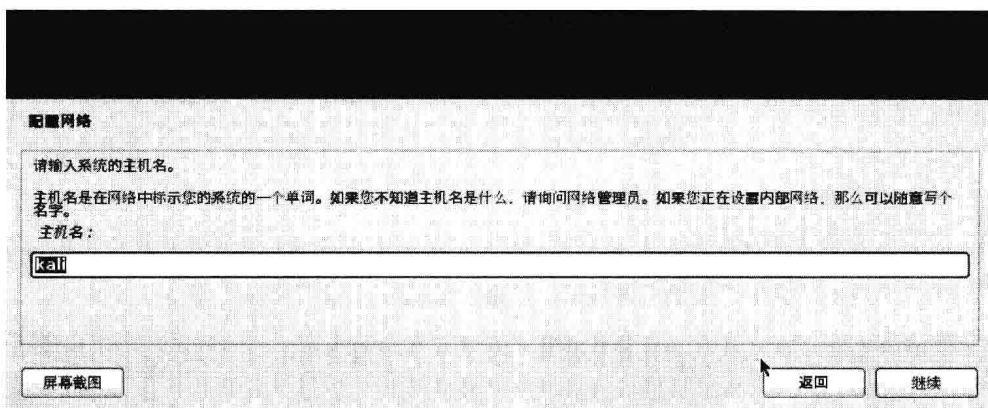 配置网络
请输入系统的主机名。
主机名是在网络中标示您的系统的一个单词。如果您不知道主机名是什么，请询问网络管理员。如果您正在设置内部网络，那么可以随意写个
名字。
主机名：
kali
屏幕截图
返回
继续